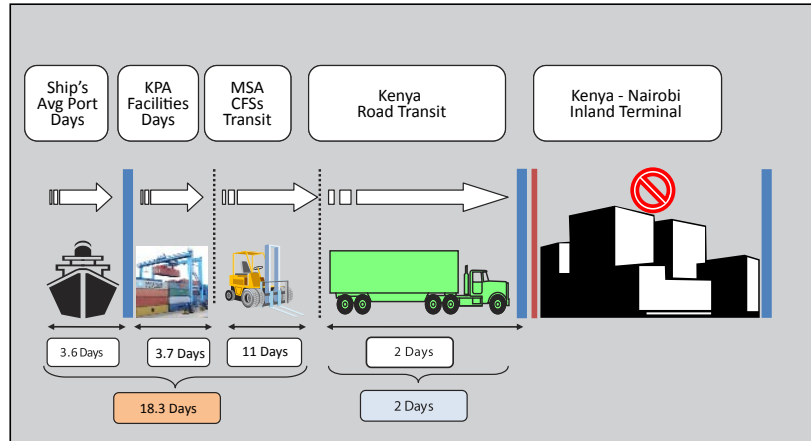 Ship's
Avg Port
Days
KPA
Facilities
Days
MSA
CFSs
Transit
Kenya
Road Transit
Kenya - Nairobi
Inland Terminal
3.6 Days
3.7 Days
11 Days
2 Days
18.3 Days
2 Days